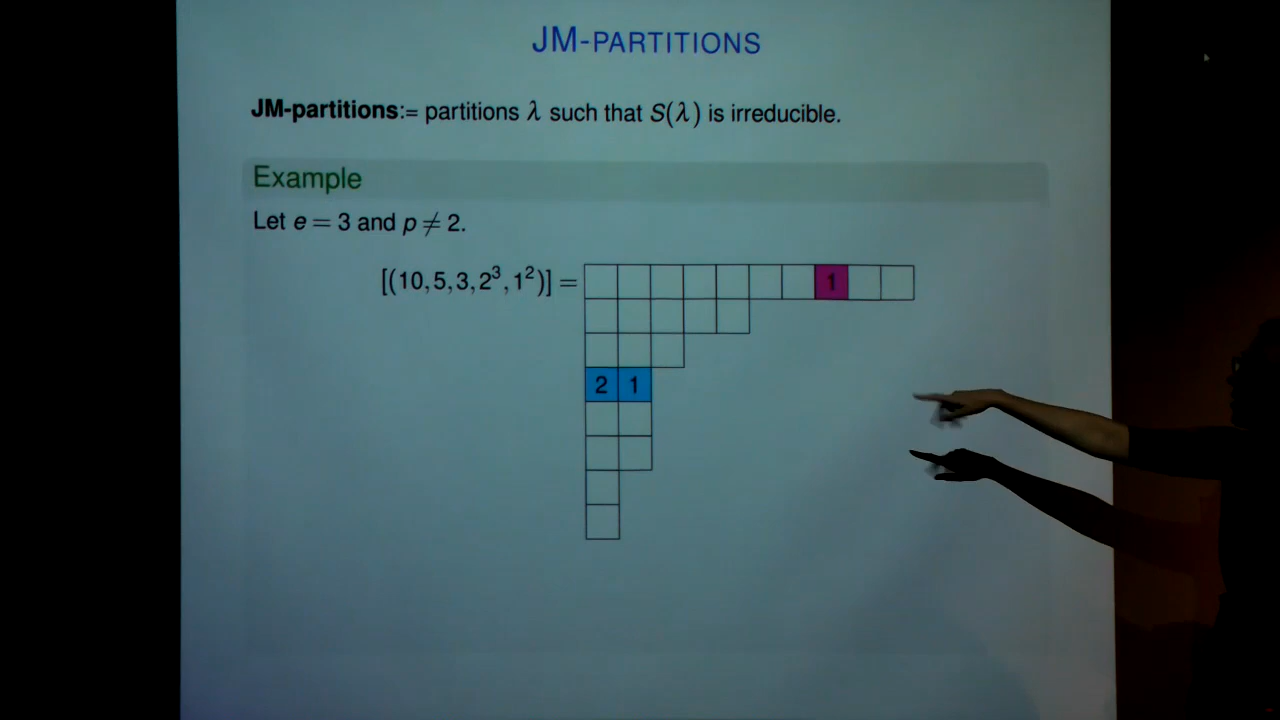 JM-PARTITIONS
JM-partitions:= partitions λ such that S(λ) is irreducible.
Example
Let e = 3 and p ≠ 2.
[(10, 5, 3, 2³, 1²)] =
1
2 1